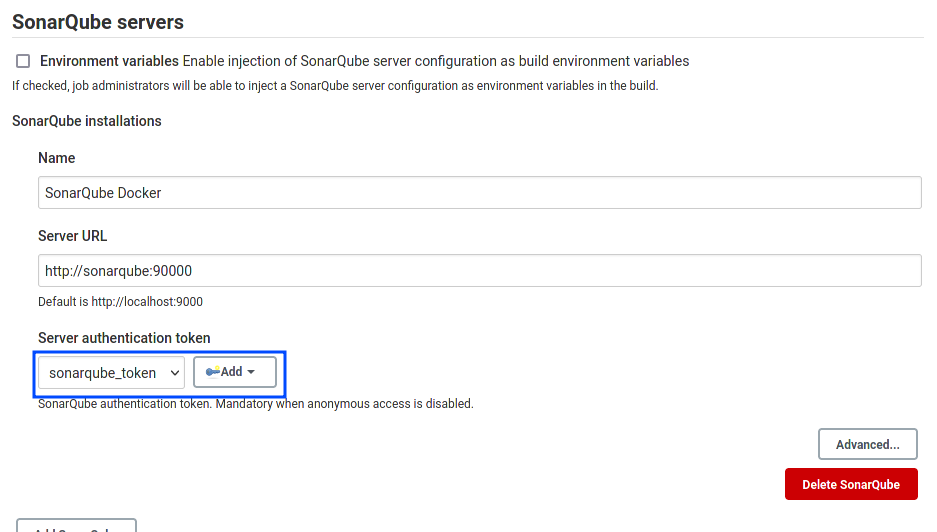 SonarQube servers
Environment variables Enable injection of SonarQube server configuration as build environment variables
If checked, job administrators will be able to inject a SonarQube server configuration as environment variables in the build.
SonarQube installations
Name
SonarQube Docker
Server URL
http://sonarqube:90000
Default is http://localhost:9000
Server authentication token
sonarqube_token
Add
SonarQube authentication token. Mandatory when anonymous access is disabled.
Advanced...
Delete SonarQube